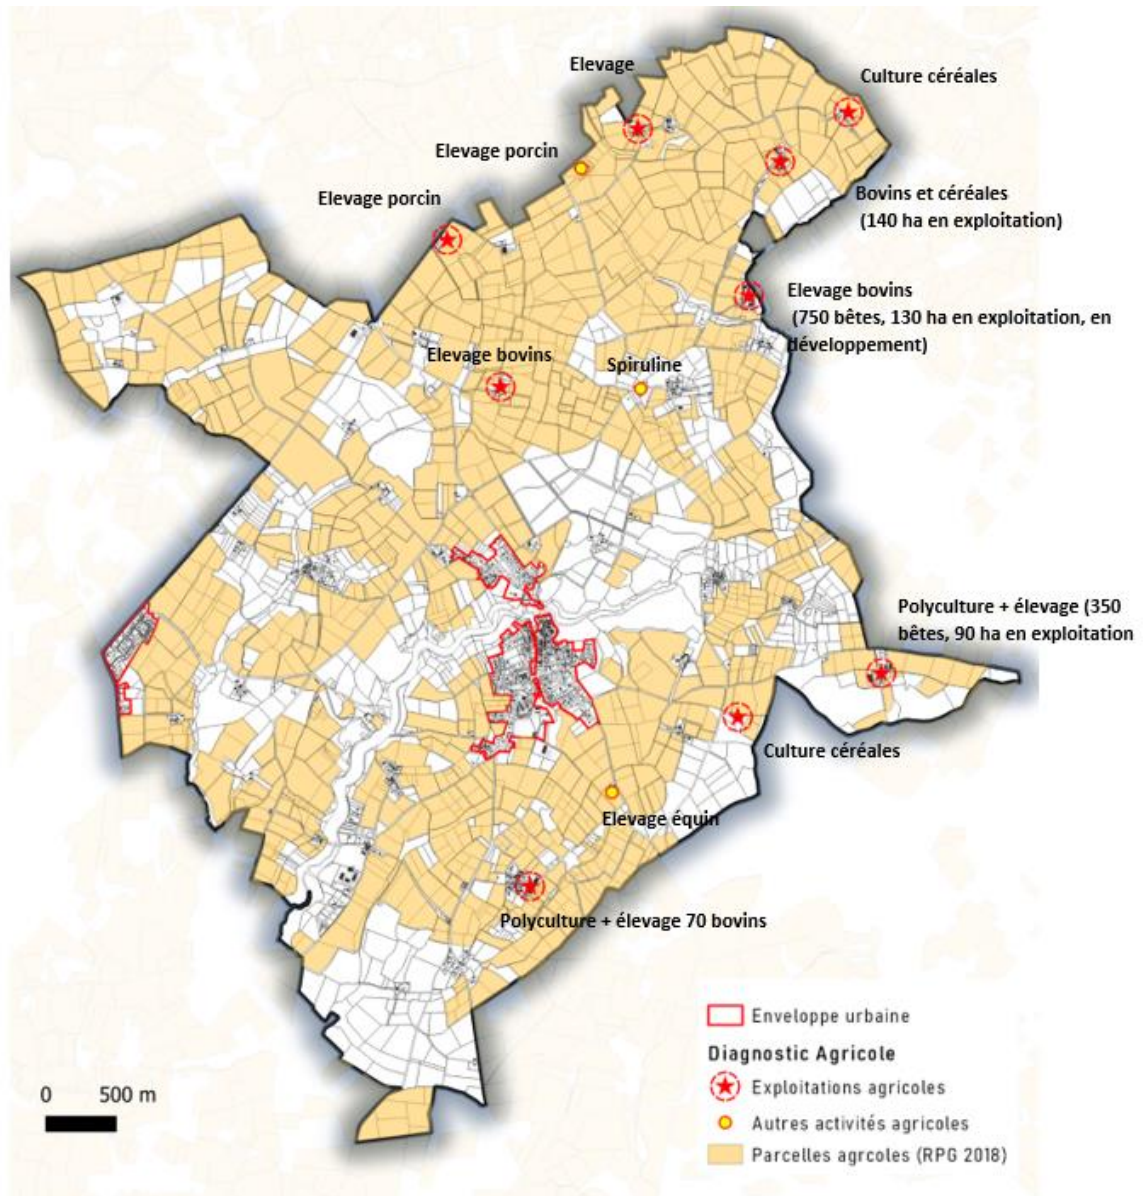 Elevage
Culture céréales
Elevage porcin
Elevage porcin
Bovins et céréales
(140 ha en exploitation)
Elevage bovins
(750 bêtes, 130 ha en exploitation, en
développement)
Elevage bovins
Spiruline
Polyculture + élevage (350
bêtes, 90 ha en exploitation
Culture céréales
Elevage équin
Polyculture + élevage 70 bovins
Enveloppe urbaine
Diagnostic Agricole
Exploitations agricoles
Autres activités agricoles
Parcelles agrcoles (RPG 2018)
0 500 m